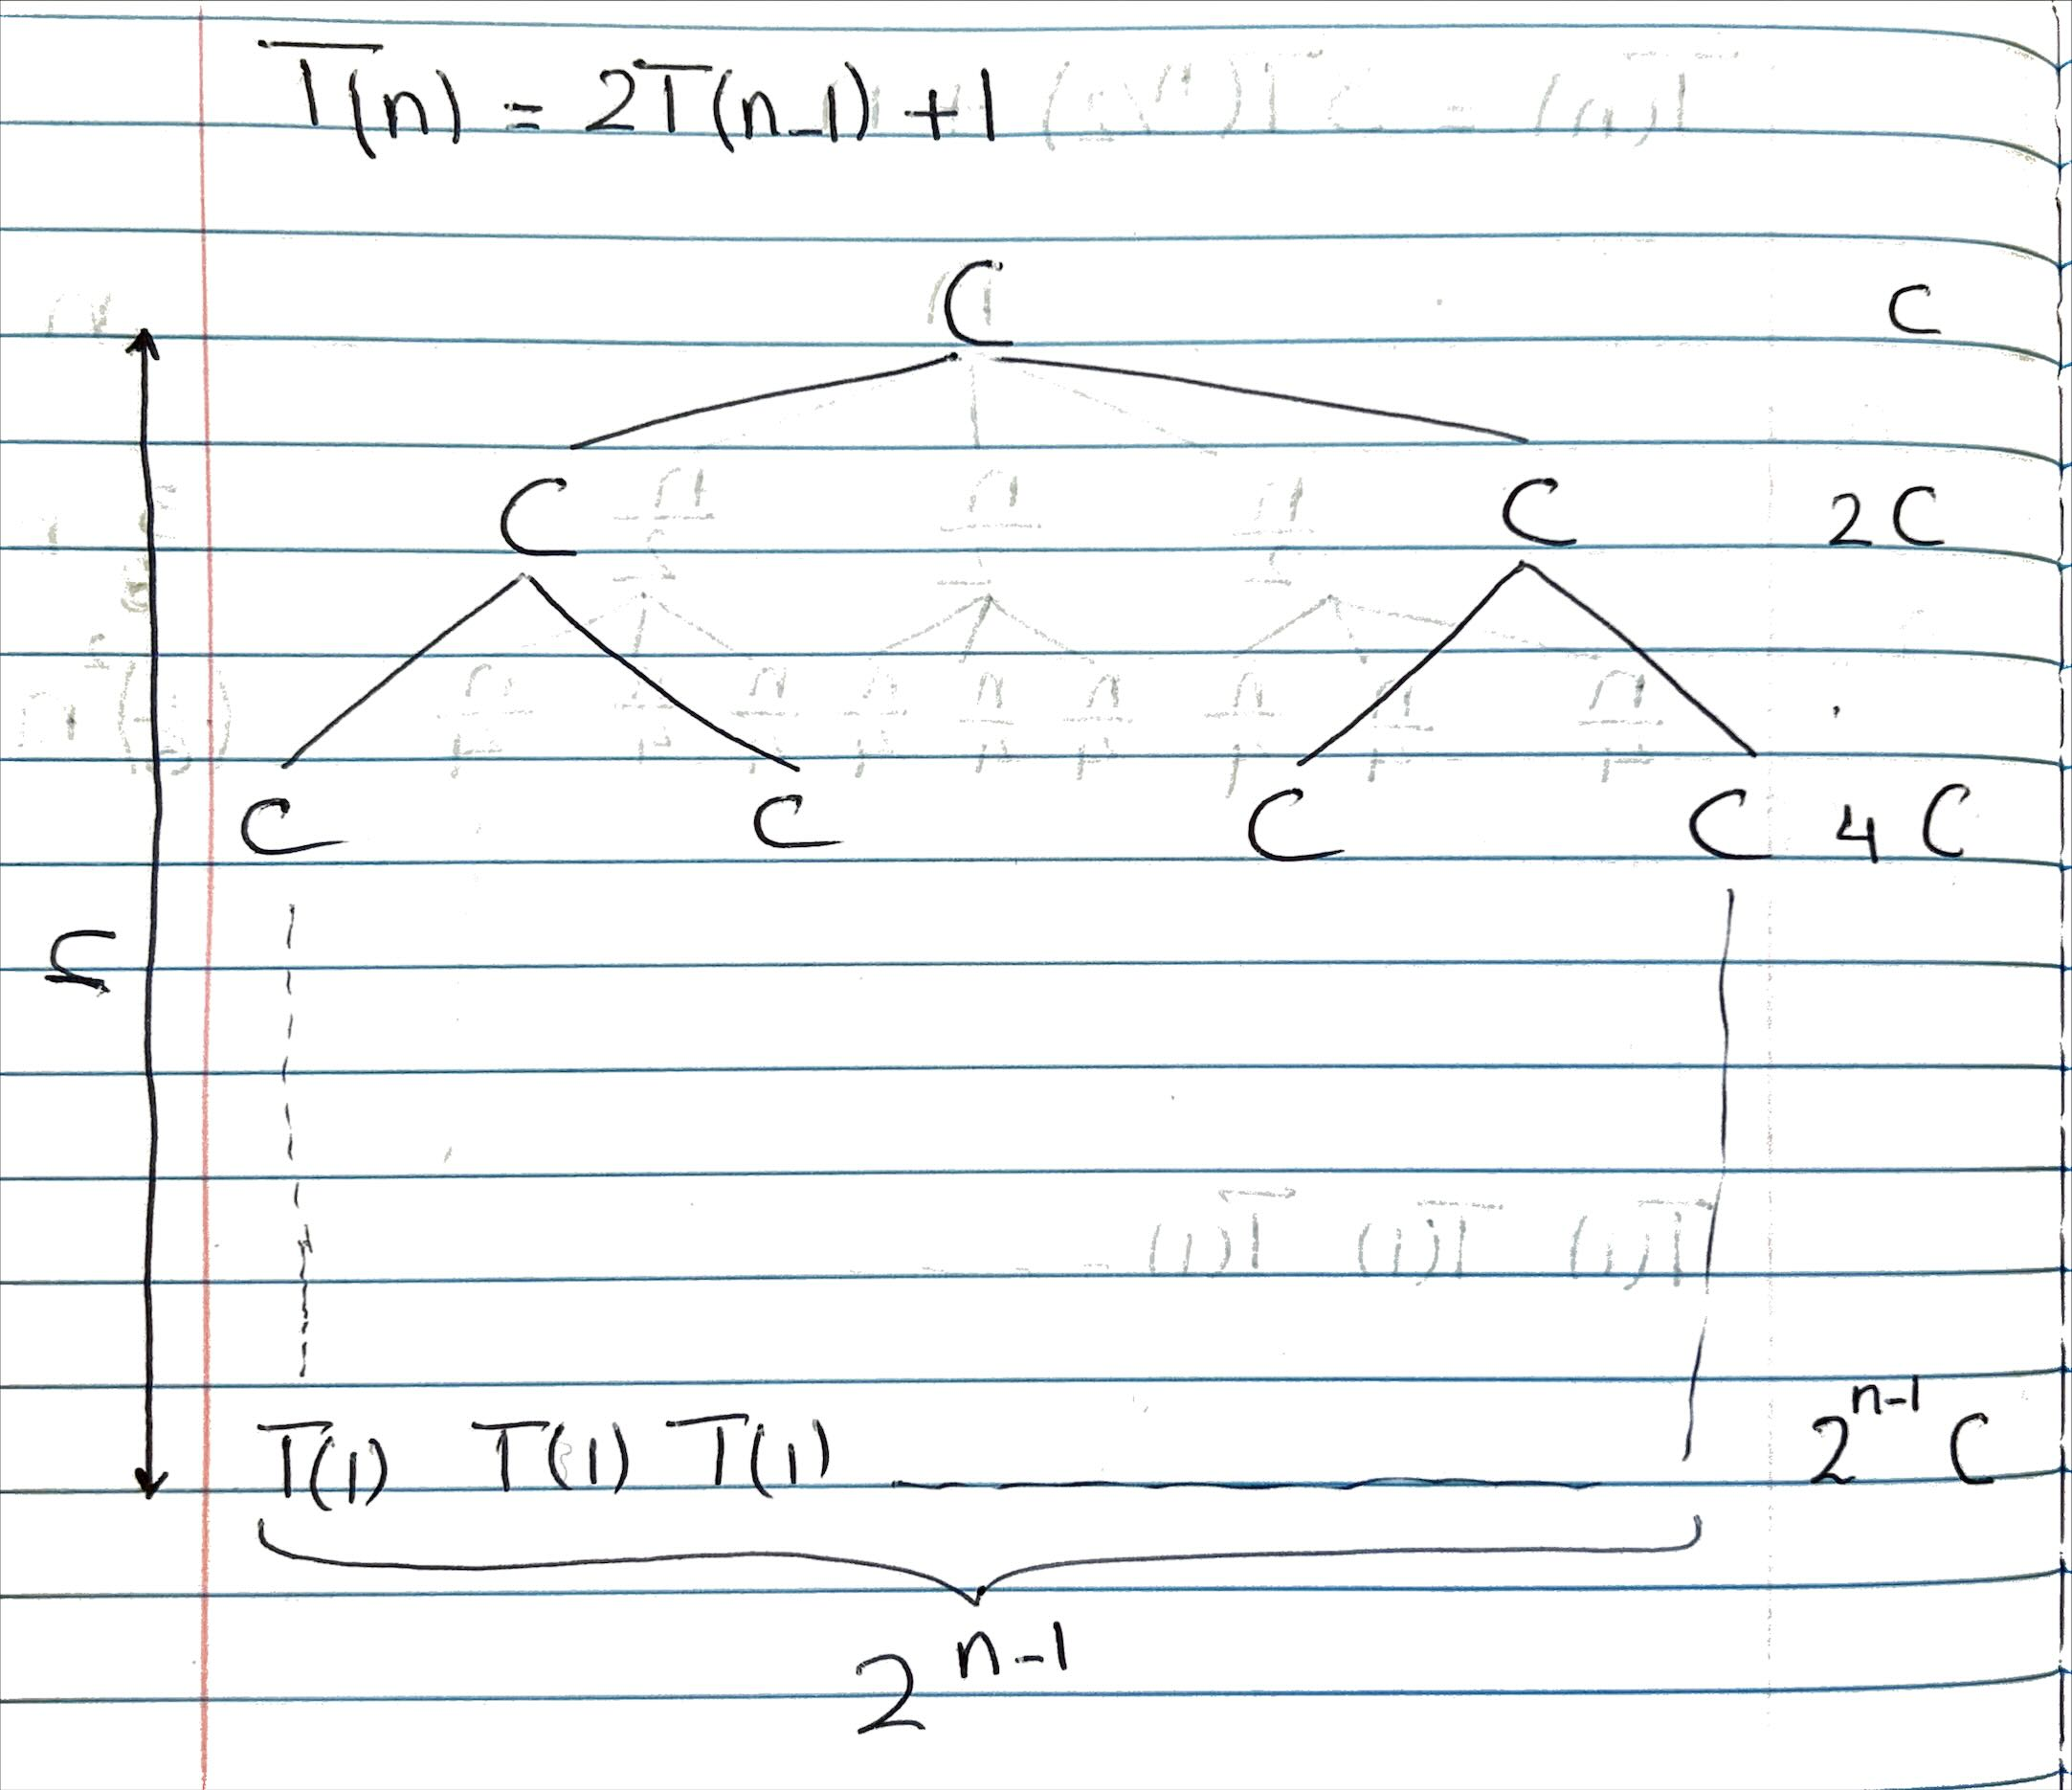 T(n) = 2T(n-1) + 1
C C
C C 2C
C C C C 4C
n
T(1) T(1) T(1) 2^{n-1} C
2^{n-1}